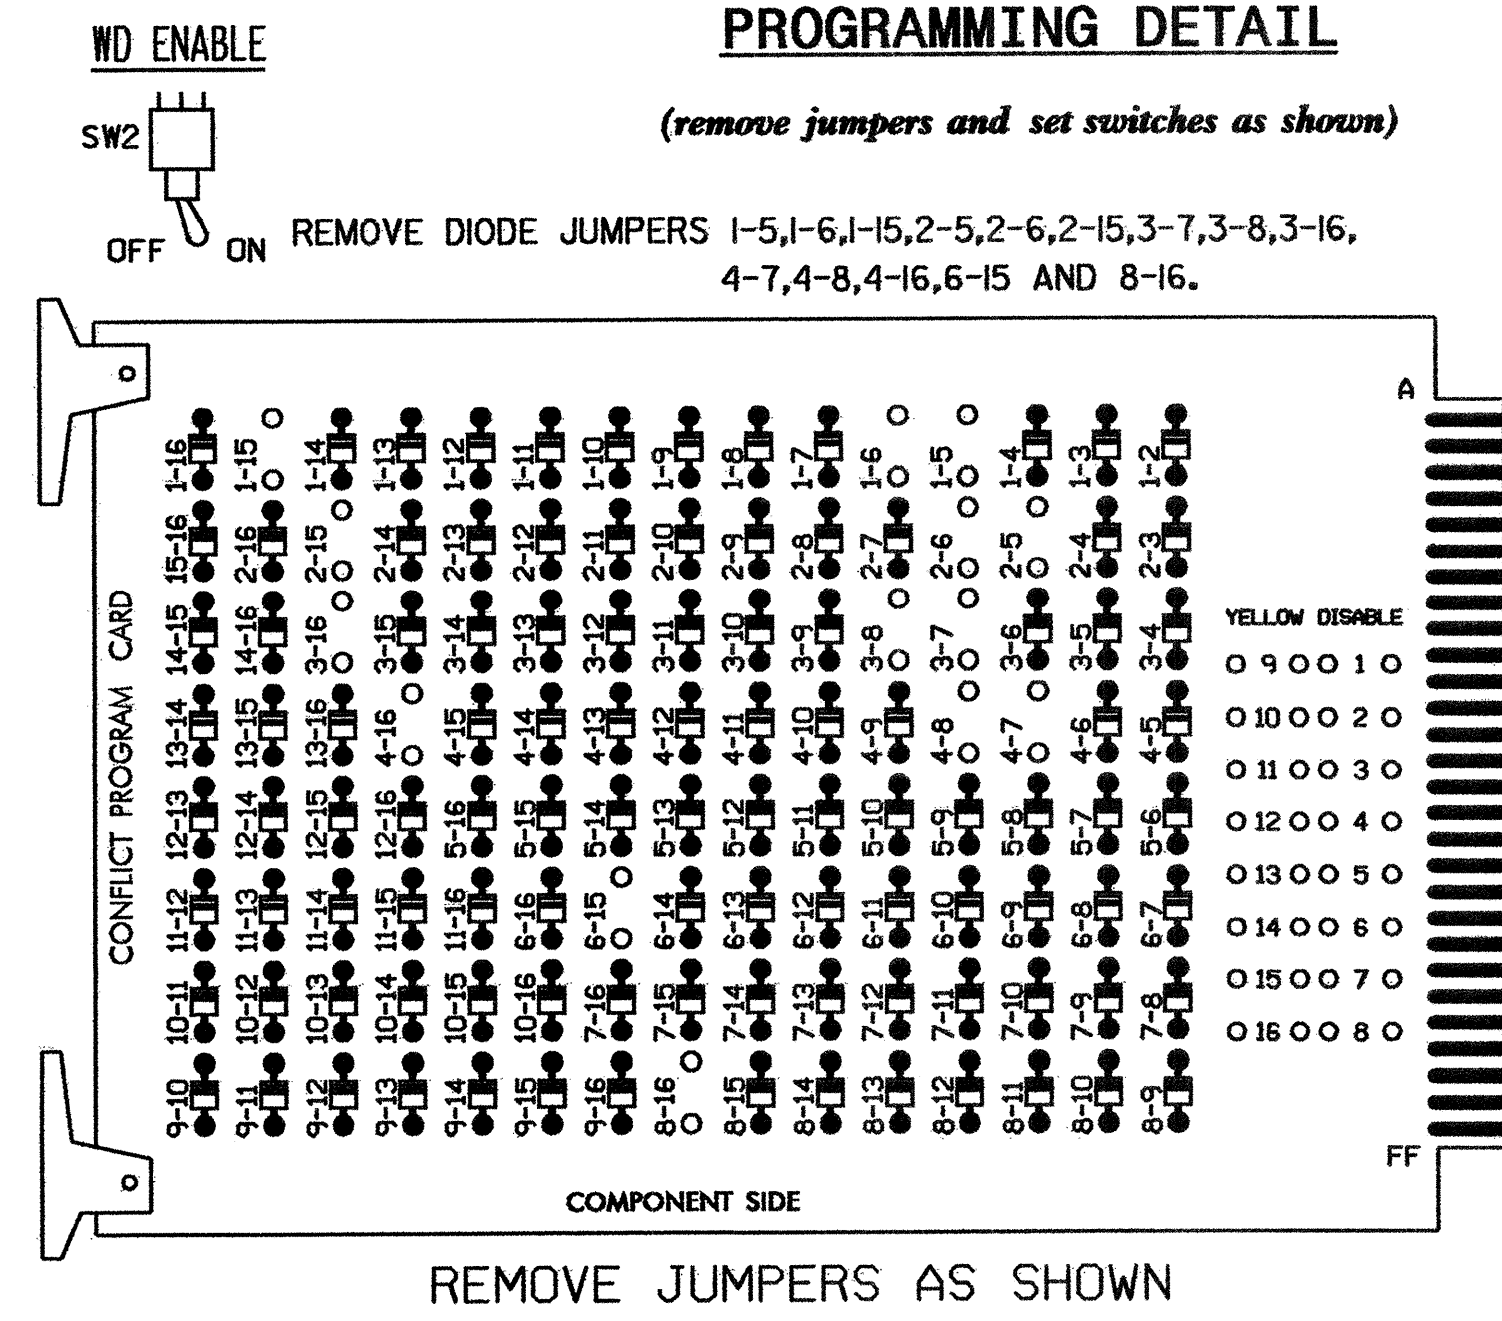 PROGRAMMING DETAIL
WD ENABLE
(remove jumpers and set switches as shown)
SW2
OFF ON
REMOVE DIODE JUMPERS 1-5,1-6,1-15,2-5,2-6,2-15,3-7,3-8,3-16,
4-7,4-8,4-16,6-15 AND 8-16.
A
CONFLICT PROGRAM CARD
1-16 1-15 1-14 1-13 1-12 1-11 1-10 1-9 1-8 1-7 1-6 1-5 1-4 1-3 1-2
15-16 2-16 2-15 2-14 2-13 2-12 2-11 2-10 2-9 2-8 2-7 2-6 2-5 2-4 2-3
14-15 14-16 3-16 3-15 3-14 3-13 3-12 3-11 3-10 3-9 3-8 3-7 3-6 3-5 3-4
13-14 13-15 13-16 4-16 4-15 4-14 4-13 4-12 4-11 4-10 4-9 4-8 4-7 4-6 4-5
12-13 12-14 12-15 12-16 5-16 5-15 5-14 5-13 5-12 5-11 5-10 5-9 5-8 5-7 5-6
11-12 11-13 11-14 11-15 11-16 6-16 6-15 6-14 6-13 6-12 6-11 6-10 6-9 6-8 6-7
10-11 10-12 10-13 10-14 10-15 10-16 7-16 7-15 7-14 7-13 7-12 7-11 7-10 7-9 7-8
9-10 9-11 9-12 9-13 9-14 9-15 9-16 8-16 8-15 8-14 8-13 8-12 8-11 8-10 8-9
YELLOW DISABLE
9 1
10 2
11 3
12 4
13 5
14 6
15 7
16 8
FF
COMPONENT SIDE
REMOVE JUMPERS AS SHOWN